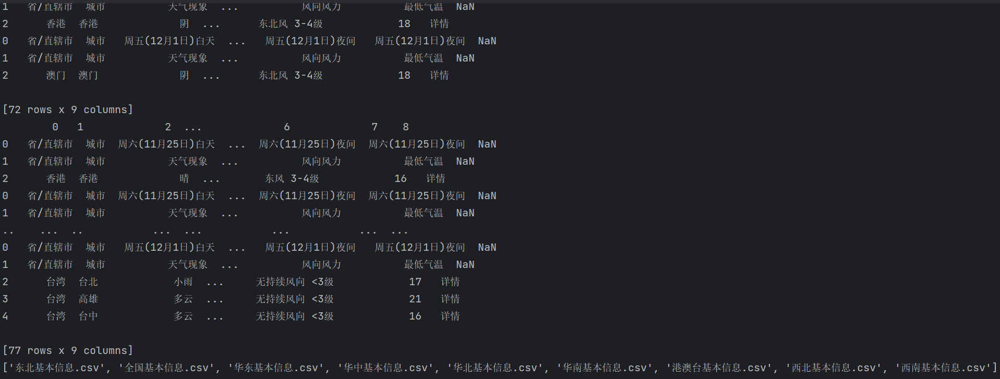 1 省/直辖市 城市 天气现象 ... 风向风力 最低气温 NaN
2 香港 香港 阴 ... 东北风 3-4级 18 详情
0 省/直辖市 城市 周五(12月1日)白天 ... 周五(12月1日)夜间 周五(12月1日)夜间 NaN
1 省/直辖市 城市 天气现象 ... 风向风力 最低气温 NaN
2 澳门 澳门 阴 ... 东北风 3-4级 18 详情
[72 rows x 9 columns]
0 1 2 ... 6 7 8
0 省/直辖市 城市 周六(11月25日)白天 ... 周六(11月25日)夜间 周六(11月25日)夜间 NaN
1 省/直辖市 城市 天气现象 ... 风向风力 最低气温 NaN
2 香港 香港 晴 ... 东风 3-4级 16 详情
0 省/直辖市 城市 周六(11月25日)白天 ... 周六(11月25日)夜间 周六(11月25日)夜间 NaN
1 省/直辖市 城市 天气现象 ... 风向风力 最低气温 NaN
.. ... .. ... ... ... ... ...
0 省/直辖市 城市 周五(12月1日)白天 ... 周五(12月1日)夜间 周五(12月1日)夜间 NaN
1 省/直辖市 城市 天气现象 ... 风向风力 最低气温 NaN
2 台湾 台北 小雨 ... 无持续风向 <3级 17 详情
3 台湾 高雄 多云 ... 无持续风向 <3级 21 详情
4 台湾 台中 多云 ... 无持续风向 <3级 16 详情
[77 rows x 9 columns]
['东北基本信息.csv', '全国基本信息.csv', '华东基本信息.csv', '华中基本信息.csv', '华北基本信息.csv', '华南基本信息.csv', '港澳台基本信息.csv', '西北基本信息.csv', '西南基本信息.csv']